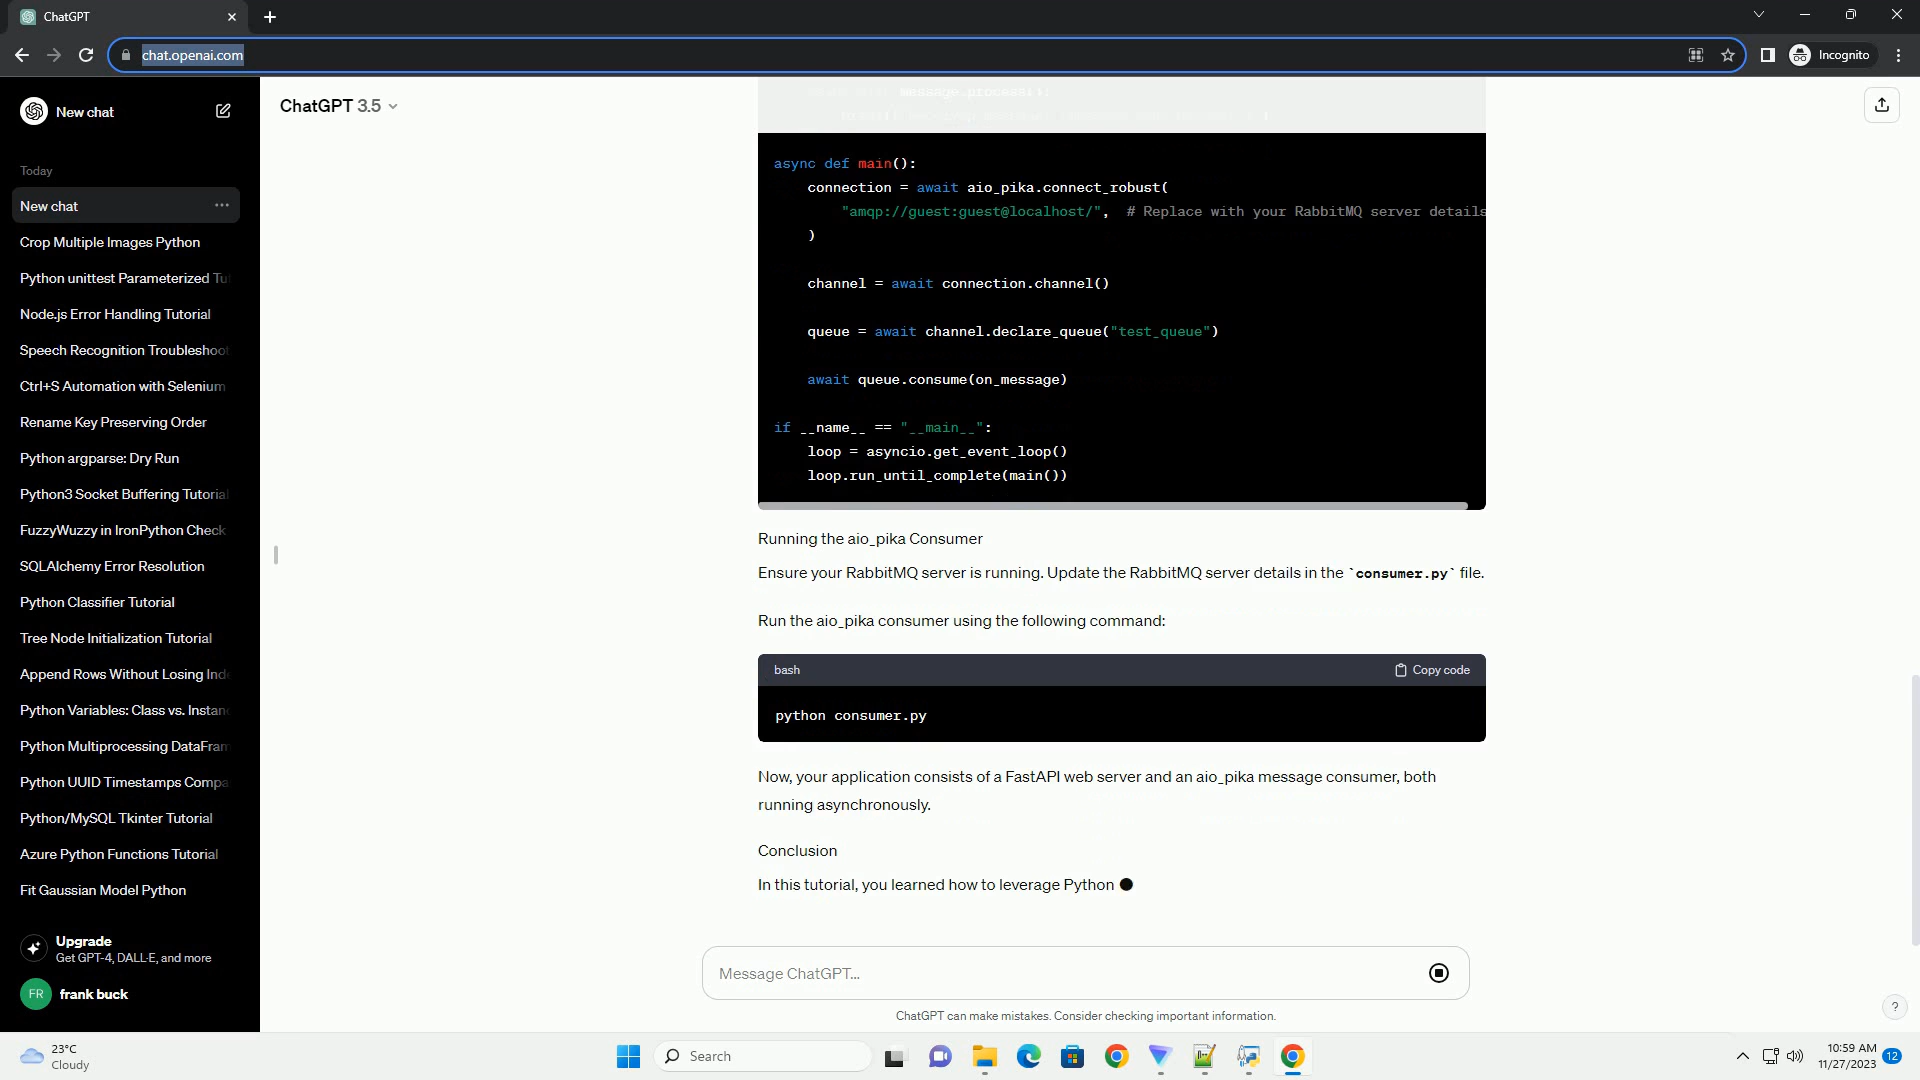 ChatGPT
chat.openai.com
Incognito
New chat
ChatGPT 3.5
Today
New chat
Crop Multiple Images Python
Python unittest Parameterized Tu
Node.js Error Handling Tutorial
Speech Recognition Troubleshoot
Ctrl+S Automation with Selenium
Rename Key Preserving Order
Python argparse: Dry Run
Python3 Socket Buffering Tutorial
FuzzyWuzzy in IronPython Check
SQLAlchemy Error Resolution
Python Classifier Tutorial
Tree Node Initialization Tutorial
Append Rows Without Losing Inde
Python Variables: Class vs. Instanc
Python Multiprocessing DataFram
Python UUID Timestamps Compa
Python/MySQL Tkinter Tutorial
Azure Python Functions Tutorial
Fit Gaussian Model Python
Upgrade
Get GPT-4, DALL·E, and more
FR
frank buck
message.process():
async def main():
connection = await aio_pika.connect_robust(
"amqp://guest:guest@localhost/", # Replace with your RabbitMQ server details
)
channel = await connection.channel()
queue = await channel.declare_queue("test_queue")
await queue.consume(on_message)
if __name__ == "__main__":
loop = asyncio.get_event_loop()
loop.run_until_complete(main())
Running the aio_pika Consumer
Ensure your RabbitMQ server is running. Update the RabbitMQ server details in the `consumer.py` file.
Run the aio_pika consumer using the following command:
bash
Copy code
python consumer.py
Now, your application consists of a FastAPI web server and an aio_pika message consumer, both
running asynchronously.
Conclusion
In this tutorial, you learned how to leverage Python
Message ChatGPT...
ChatGPT can make mistakes. Consider checking important information.
?
23°C
Cloudy
Search
10:59 AM
11/27/2023
12